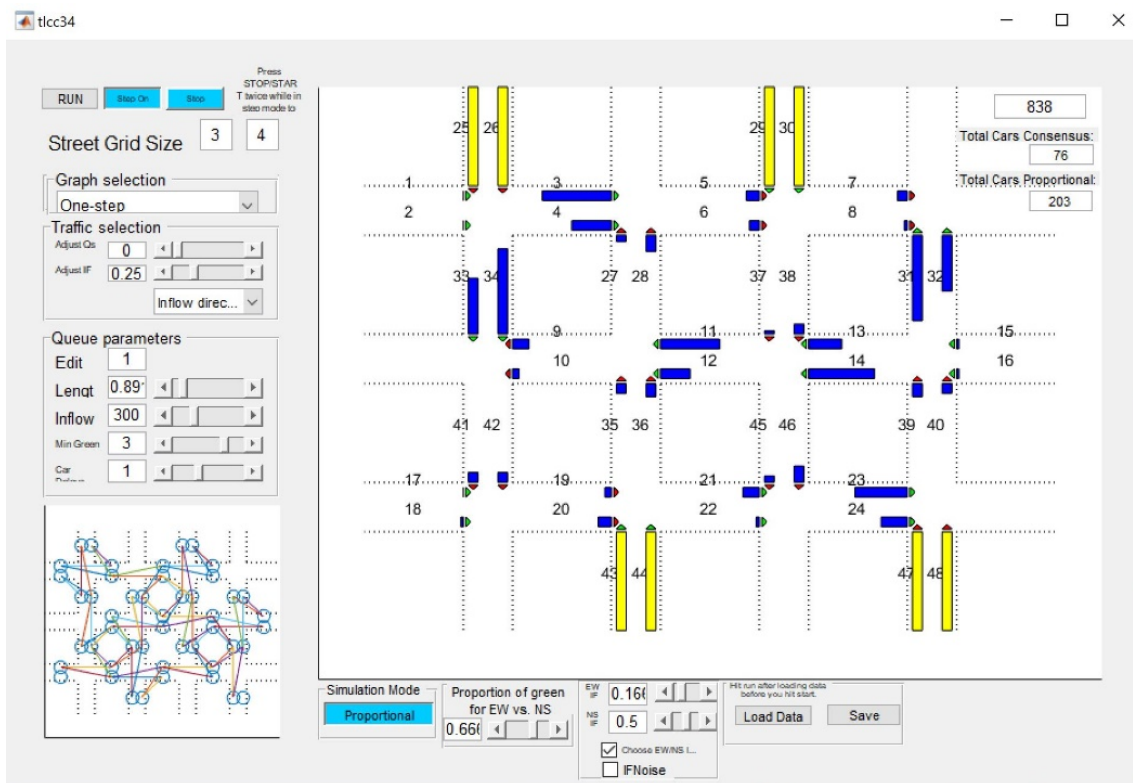 tlcc34
RUN
Step On
Stop
Press
STOP/STAR
T twice while in
step mode to
Street Grid Size
3
4
Graph selection
One-step
Traffic selection
Adjust Qs
0
Adjust IF
0.25
Inflow direc...
Queue parameters
Edit
1
Lengt
0.89
Inflow
300
Min Green
3
Car
1
838
Total Cars Consensus:
76
Total Cars Proportional:
203
25 26 29 30
1 3 5 7
2 4 6 8
33 34 27 28 37 38 31 32
9 11 13 15
10 12 14 16
41 42 35 36 45 46 39 40
17 19 21 23
18 20 22 24
43 44 47 48
Simulation Mode
Proportional
Proportion of green
for EW vs. NS
0.666
EW
IF
0.166
NS
IF
0.5
Choose EW/NS I...
IFNoise
Hit run after loading data
before you hit start.
Load Data
Save